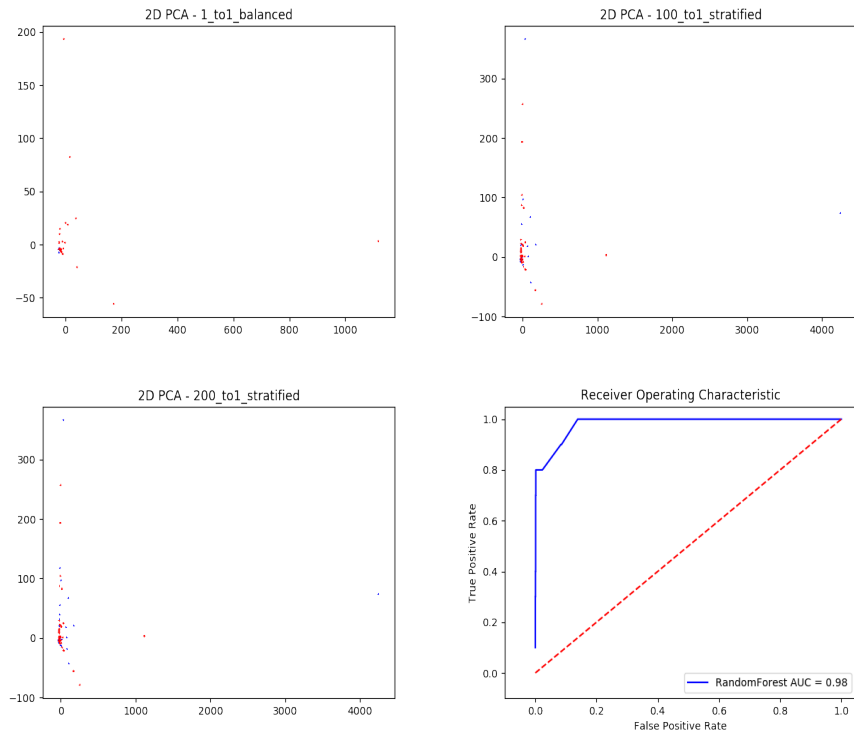 2D PCA - 1_to1_balanced
200
150
100
50
0
−50
0 200 400 600 800 1000
2D PCA - 100_to1_stratified
300
200
100
0
−100
0 1000 2000 3000 4000
2D PCA - 200_to1_stratified
300
200
100
0
−100
0 1000 2000 3000 4000
Receiver Operating Characteristic
1.0
0.8
0.6
0.4
0.2
0.0
True Positive Rate
RandomForest AUC = 0.98
0.0 0.2 0.4 0.6 0.8 1.0
False Positive Rate